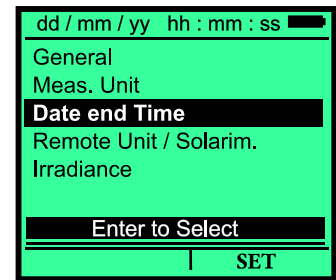 dd / mm / yy hh : mm : ss
General
Meas. Unit
Date end Time
Remote Unit / Solarim.
Irradiance
Enter to Select
SET